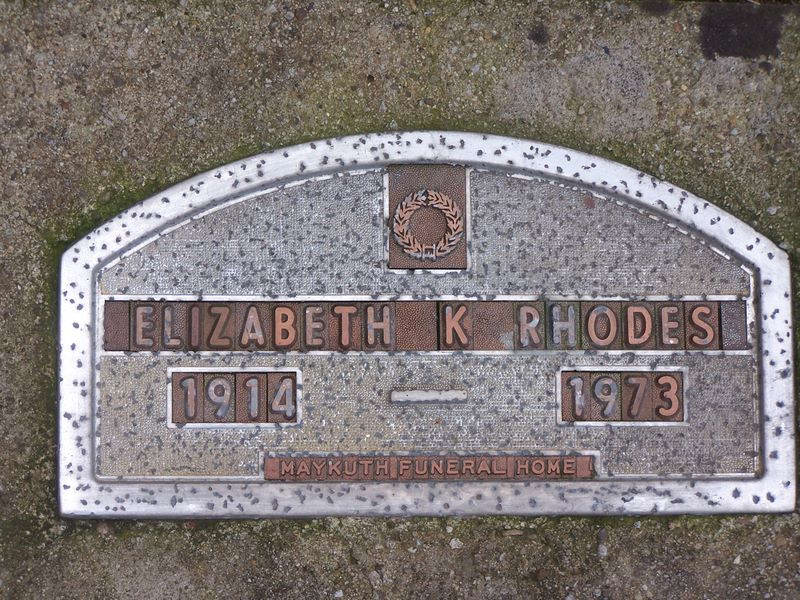 ELIZABETH K RHODES
1914 — 1973
MAYKUTH FUNERAL HOME